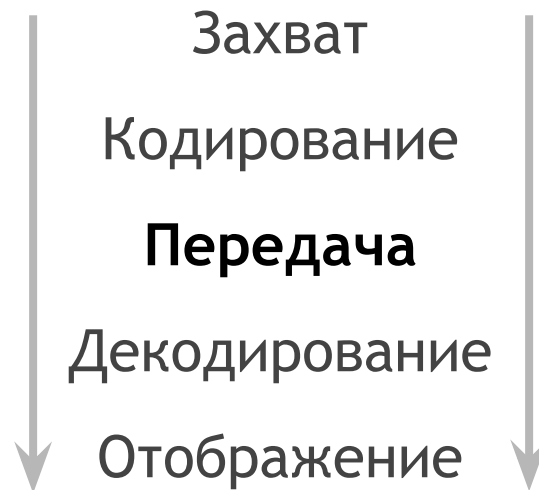 Захват
Кодирование
Передача
Декодирование
Отображение